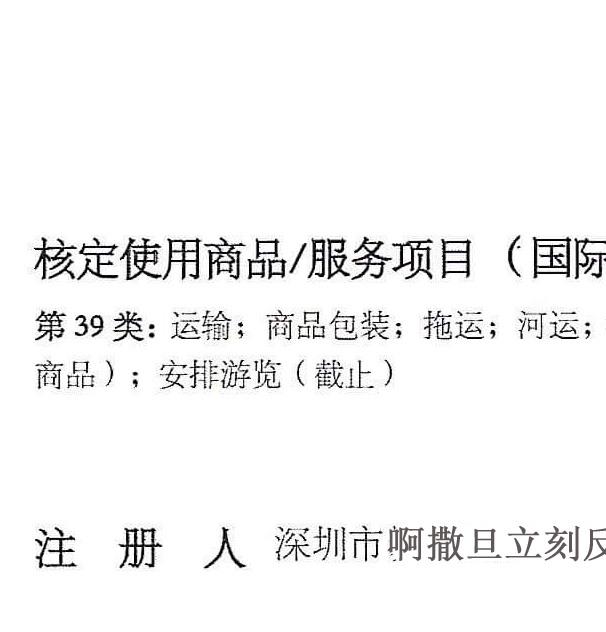 核定使用商品/服务项目（国际
第 39 类：运输；商品包装；拖运；河运；
商品）；安排游览（截止）
注 册 人 深圳市啊撒旦立刻反